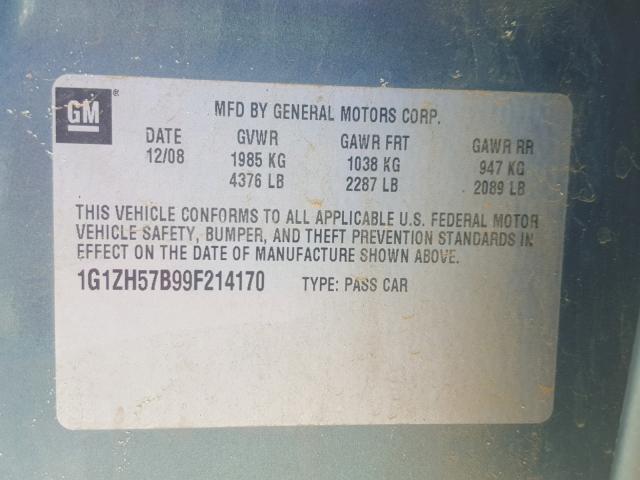 GM ®
MFD BY GENERAL MOTORS CORP.
DATE GVWR GAWR FRT GAWR RR
12/08 1985 KG 1038 KG 947 KG
4376 LB 2287 LB 2089 LB
THIS VEHICLE CONFORMS TO ALL APPLICABLE U.S. FEDERAL MOTOR
VEHICLE SAFETY, BUMPER, AND THEFT PREVENTION STANDARDS IN
EFFECT ON THE DATE OF MANUFACTURE SHOWN ABOVE.
1G1ZH57B99F214170 TYPE: PASS CAR